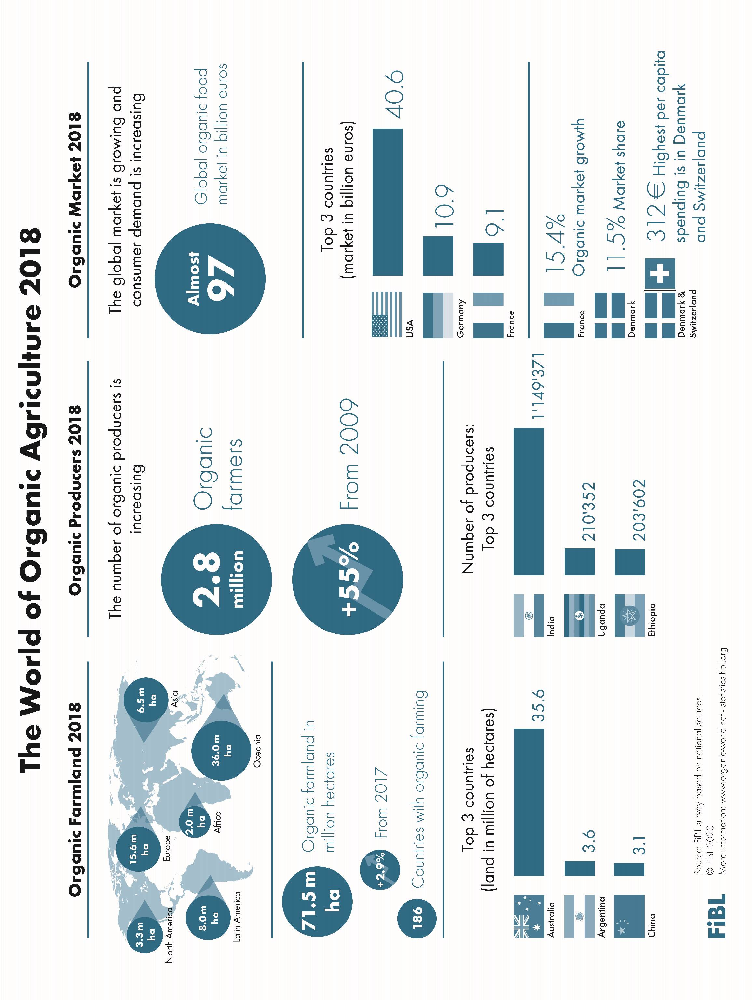 The World of Organic Agriculture 2018
Organic Farmland 2018
3.3 m
ha
North America
15.6 m
ha
Europe
6.5 m
ha
Asia
8.0 m
ha
Latin America
2.0 m
ha
Africa
36.0 m
ha
Oceania
71.5 m
ha
Organic farmland in
million hectares
+2.9%
From 2017
186
Countries with organic farming
Top 3 countries
(land in million of hectares)
Australia
35.6
Argentina
3.6
China
3.1
Organic Producers 2018
The number of organic producers is
increasing
2.8
million
Organic
farmers
+55%
From 2009
Number of producers:
Top 3 countries
India
1'149'371
Uganda
210'352
Ethiopia
203'602
Organic Market 2018
The global market is growing and
consumer demand is increasing
Almost
97
Global organic food
market in billion euros
Top 3 countries
(market in billion euros)
USA
40.6
Germany
10.9
France
9.1
France
15.4%
Organic market growth
Denmark
11.5% Market share
Denmark &
Switzerland
312 € Highest per capita
spending is in Denmark
and Switzerland
FiBL
Source: FiBL survey based on national sources
© FiBL 2020
More information: www.organic-world.net - statistics.fibl.org